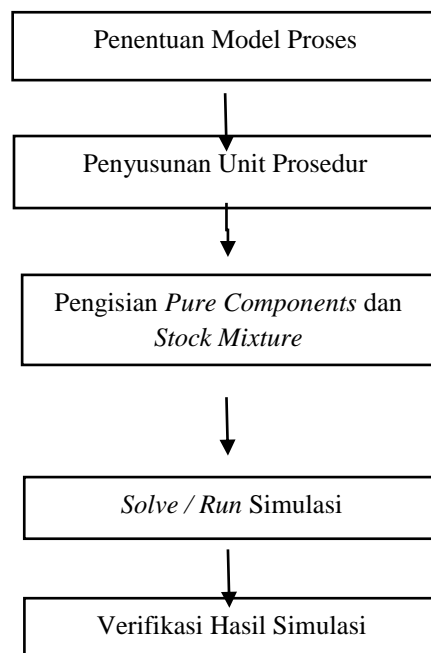 Penentuan Model Proses
Penyusunan Unit Prosedur
Pengisian Pure Components dan
Stock Mixture
Solve / Run Simulasi
Verifikasi Hasil Simulasi